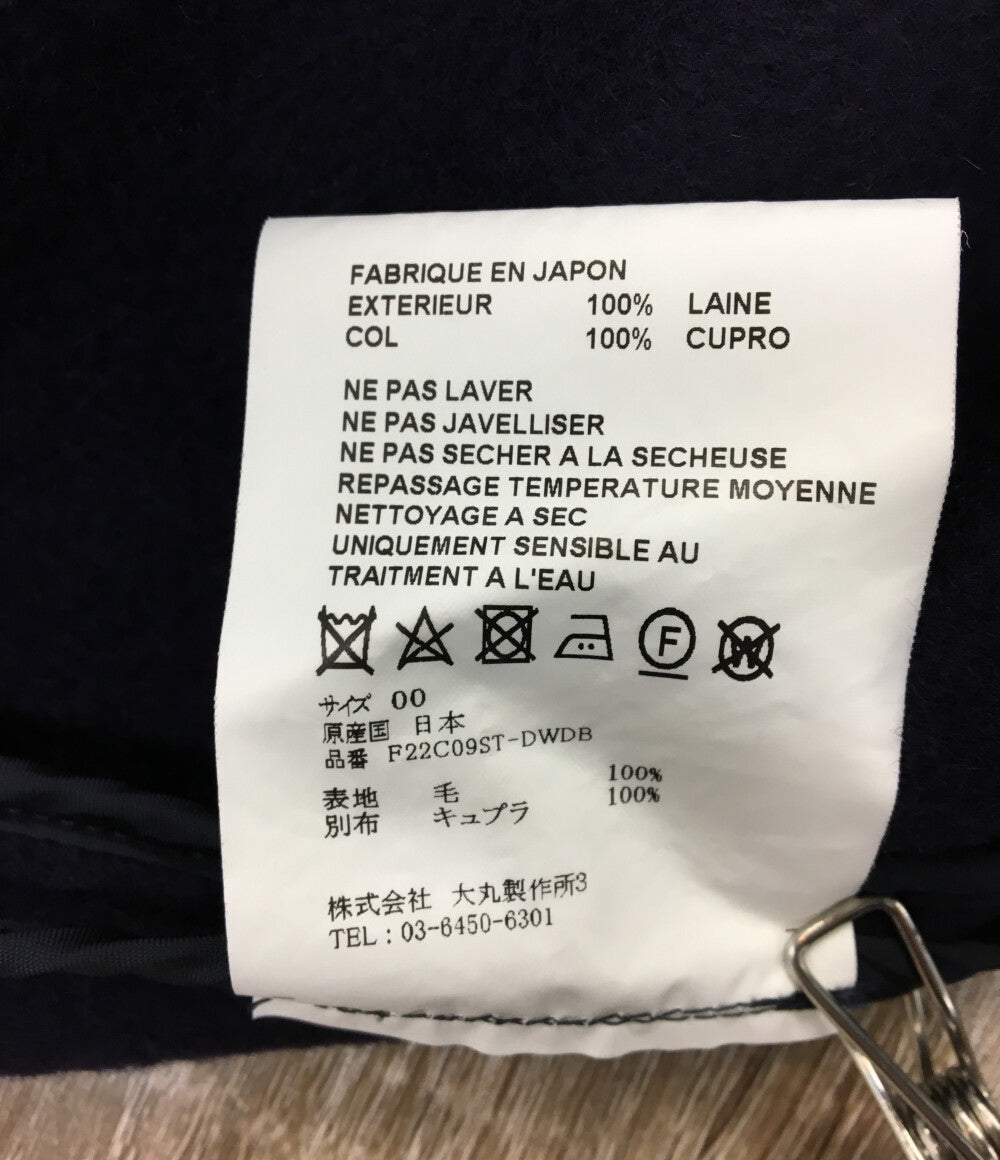 FABRIQUE EN JAPON
EXTERIEUR 100% LAINE
COL 100% CUPRO
NE PAS LAVER
NE PAS JAVELLISER
NE PAS SECHER A LA SECHEUSE
REPASSAGE TEMPERATURE MOYENNE
NETTOYAGE A SEC
UNIQUEMENT SENSIBLE AU
TRAITMENT A L'EAU
F W
サイズ 00
原産国 日本
品番 F22C09ST-DWDB
表地 毛 100%
別布 キュプラ 100%
株式会社 大丸製作所3
TEL : 03-6450-6301